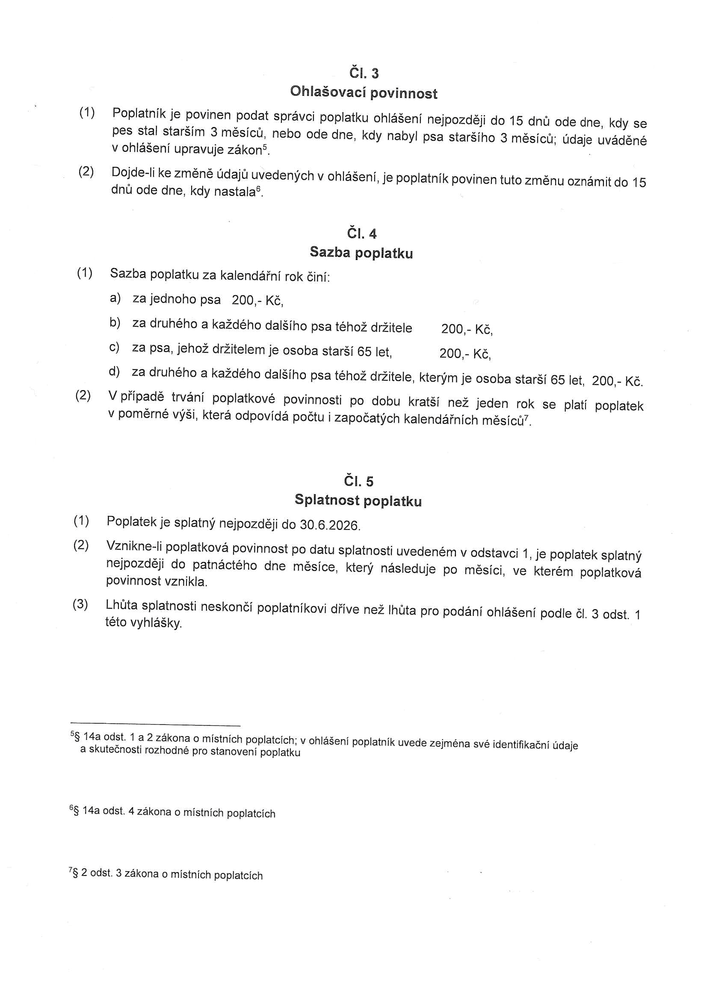 Čl. 3
Ohlašovací povinnost
(1) Poplatník je povinen podat správci poplatku ohlášení nejpozději do 15 dnů ode dne, kdy se
pes stal starším 3 měsíců, nebo ode dne, kdy nabyl psa staršího 3 měsíců; údaje uváděné
v ohlášení upravuje zákon⁵.
(2) Dojde-li ke změně údajů uvedených v ohlášení, je poplatník povinen tuto změnu oznámit do 15
dnů ode dne, kdy nastala⁶.
Čl. 4
Sazba poplatku
(1) Sazba poplatku za kalendářní rok činí:
a) za jednoho psa 200,- Kč,
b) za druhého a každého dalšího psa téhož držitele 200,- Kč,
c) za psa, jehož držitelem je osoba starší 65 let, 200,- Kč,
d) za druhého a každého dalšího psa téhož držitele, kterým je osoba starší 65 let, 200,- Kč.
(2) V případě trvání poplatkové povinnosti po dobu kratší než jeden rok se platí poplatek
v poměrné výši, která odpovídá počtu i započatých kalendářních měsíců⁷.
Čl. 5
Splatnost poplatku
(1) Poplatek je splatný nejpozději do 30.6.2026.
(2) Vznikne-li poplatková povinnost po datu splatnosti uvedeném v odstavci 1, je poplatek splatný
nejpozději do patnáctého dne měsíce, který následuje po měsíci, ve kterém poplatková
povinnost vznikla.
(3) Lhůta splatnosti neskončí poplatníkovi dříve než lhůta pro podání ohlášení podle čl. 3 odst. 1
této vyhlášky.
⁵§ 14a odst. 1 a 2 zákona o místních poplatcích; v ohlášení poplatník uvede zejména své identifikační údaje
a skutečnosti rozhodné pro stanovení poplatku
⁶§ 14a odst. 4 zákona o místních poplatcích
⁷§ 2 odst. 3 zákona o místních poplatcích